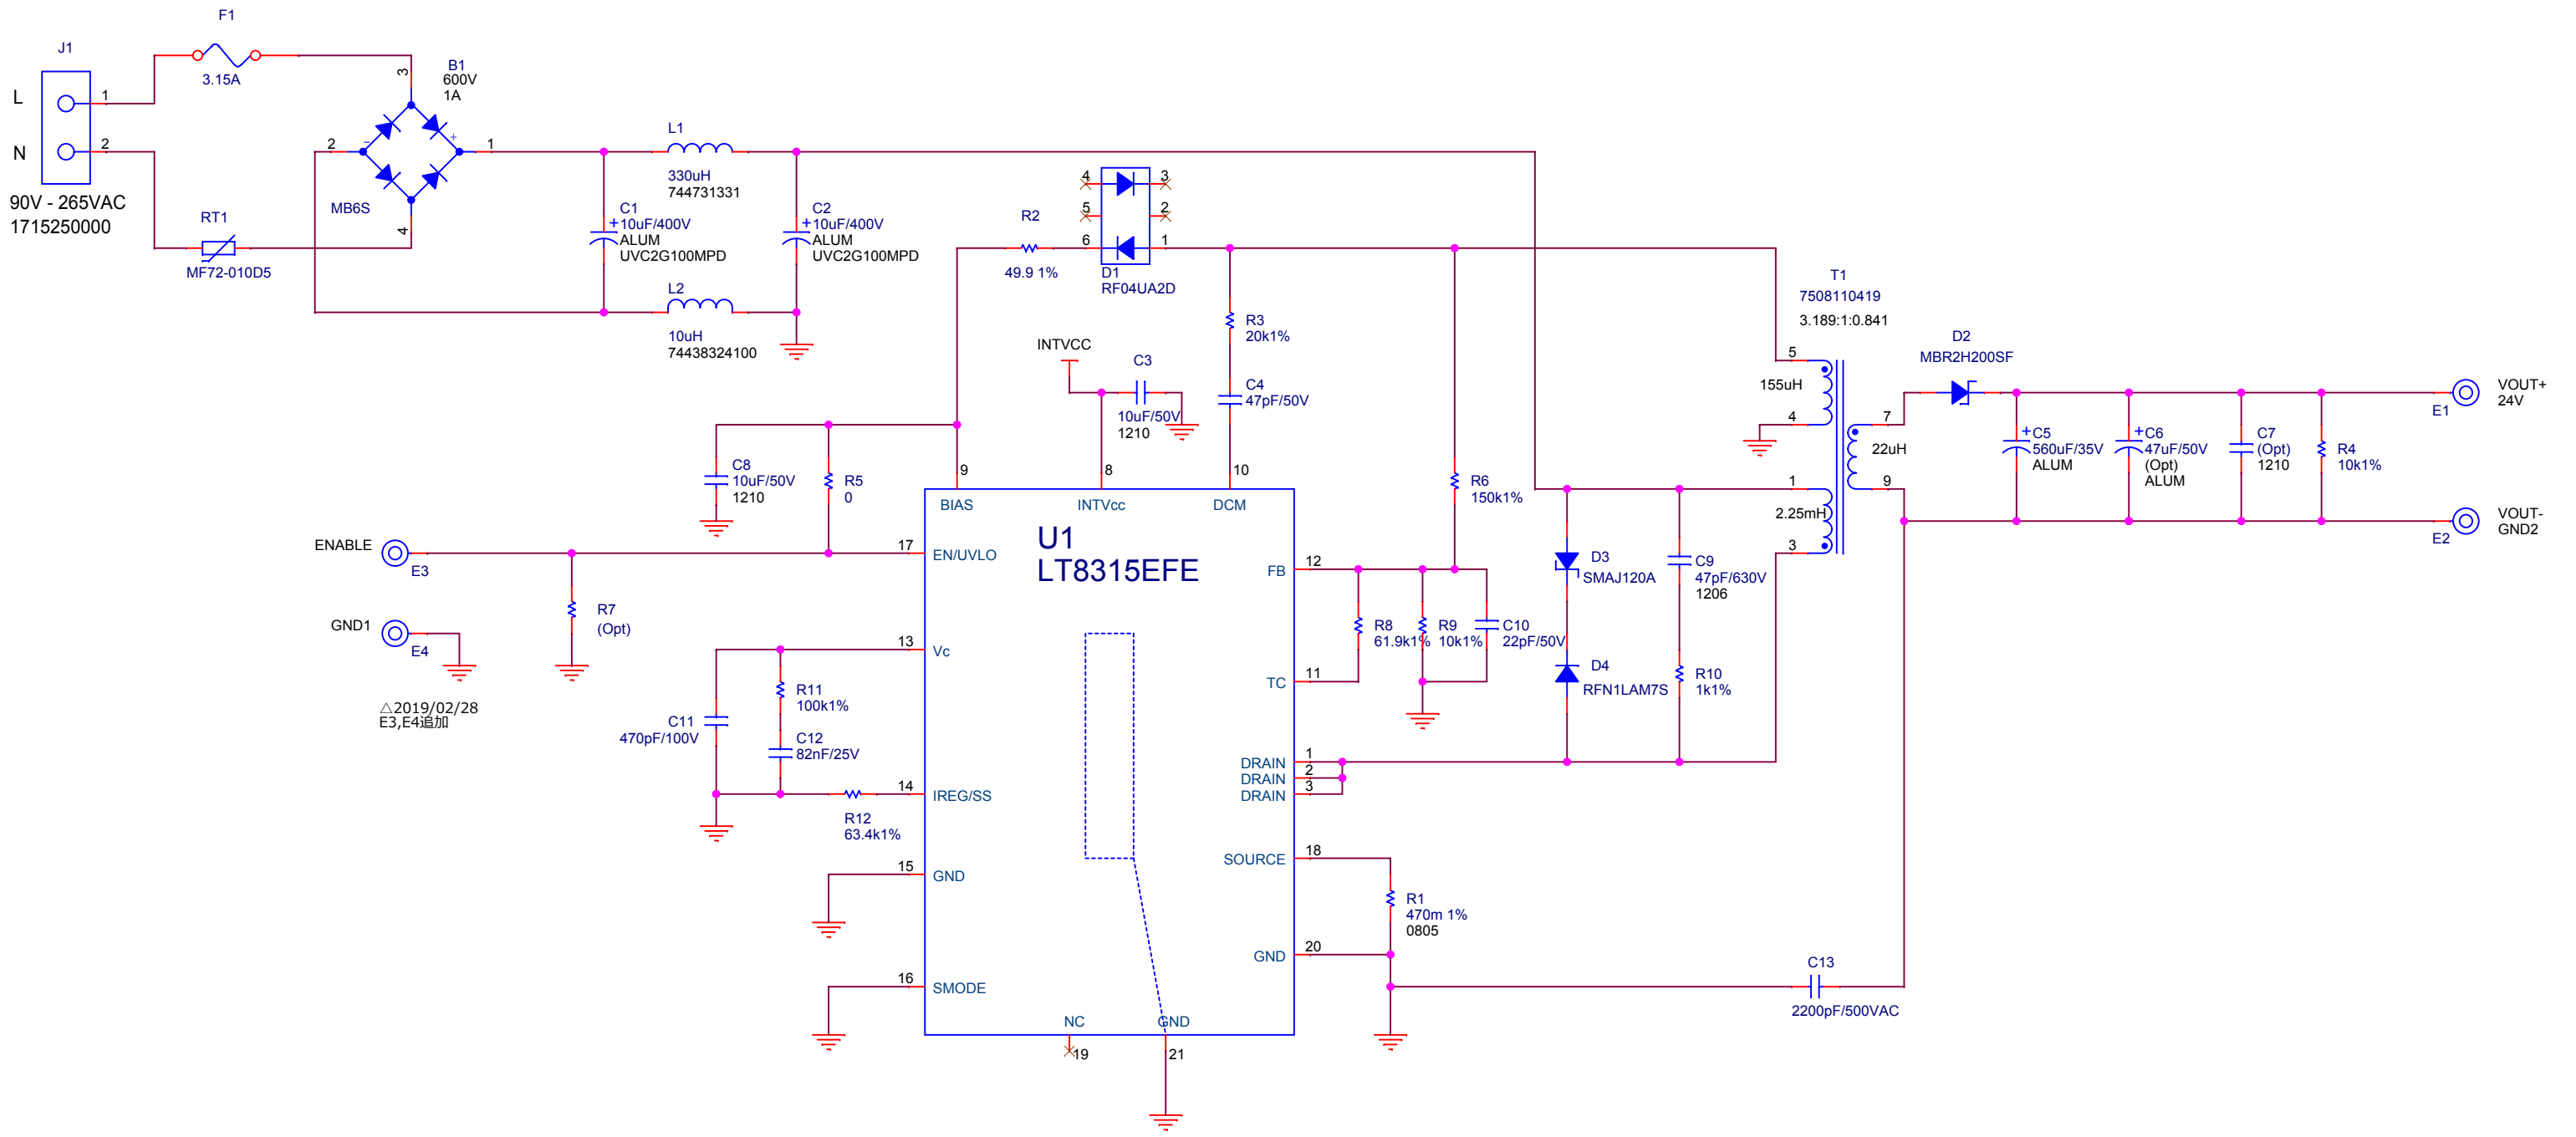 F1
3.15A
J1
L
1
N
2
90V - 265VAC
1715250000
RT1
MF72-010D5
3
B1
600V
1A
2
-
+
1
4
MB6S
L1
330uH
744731331
C1
+
10uF/400V
ALUM
UVC2G100MPD
C2
+
10uF/400V
ALUM
UVC2G100MPD
L2
10uH
74438324100
R2
49.9 1%
4
3
5
2
6
1
D1
RF04UA2D
INTVCC
C3
10uF/50V
1210
R3
20k1%
C4
47pF/50V
T1
7508110419
3.189:1:0.841
5
155uH
4
7
22uH
9
1
2.25mH
3
D2
MBR2H200SF
C5
+
560uF/35V
ALUM
C6
+
47uF/50V
(Opt)
ALUM
C7
(Opt)
1210
R4
10k1%
E1
VOUT+
24V
E2
VOUT-
GND2
C8
10uF/50V
1210
R5
0
R6
150k1%
9
8
10
BIAS
INTVcc
DCM
U1
LT8315EFE
ENABLE
E3
17
EN/UVLO
R7
(Opt)
GND1
E4
△2019/02/28
E3,E4追加
13
Vc
R11
100k1%
C11
470pF/100V
C12
82nF/25V
14
IREG/SS
R12
63.4k1%
15
GND
16
SMODE
NC
19
GND
21
12
FB
R8
61.9k1%
R9
10k1%
C10
22pF/50V
11
TC
D3
SMAJ120A
D4
RFN1LAM7S
C9
47pF/630V
1206
R10
1k1%
1
DRAIN
2
DRAIN
3
DRAIN
18
SOURCE
R1
470m 1%
0805
20
GND
C13
2200pF/500VAC